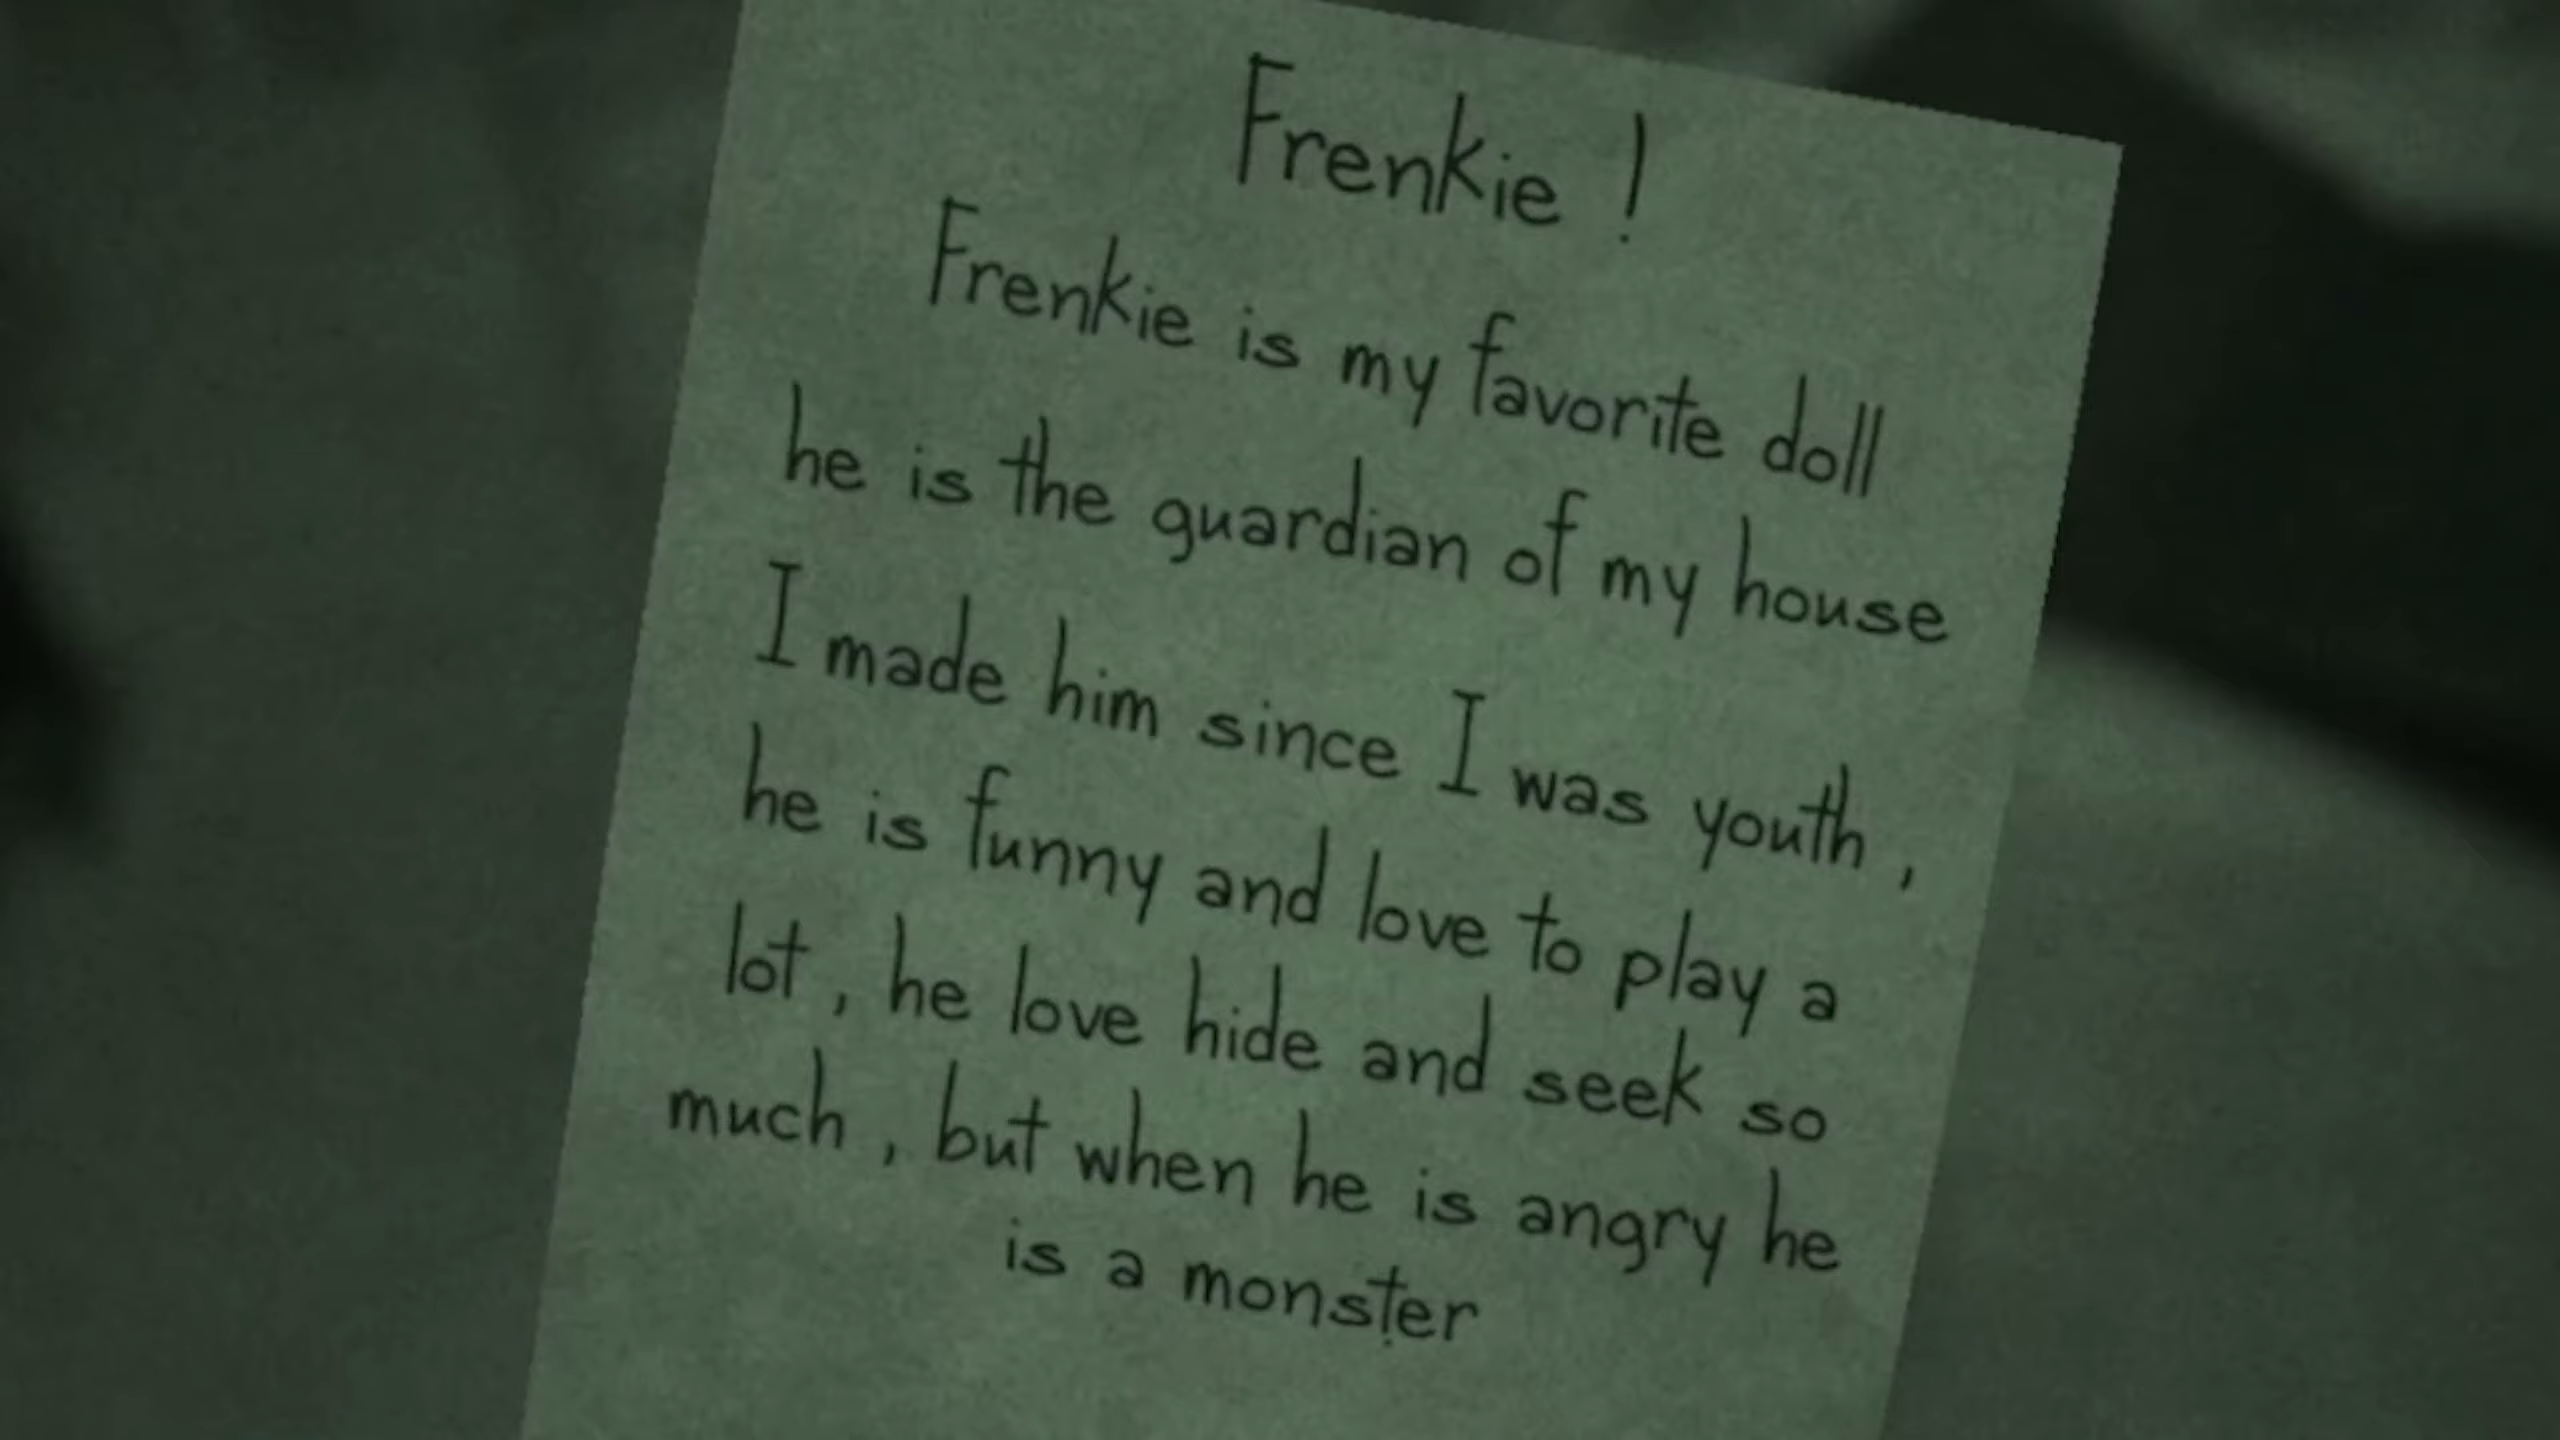 Frenkie !
Frenkie is my favorite doll
he is the guardian of my house
I made him since I was youth ,
he is funny and love to play a
lot , he love hide and seek so
much , but when he is angry he
is a monster